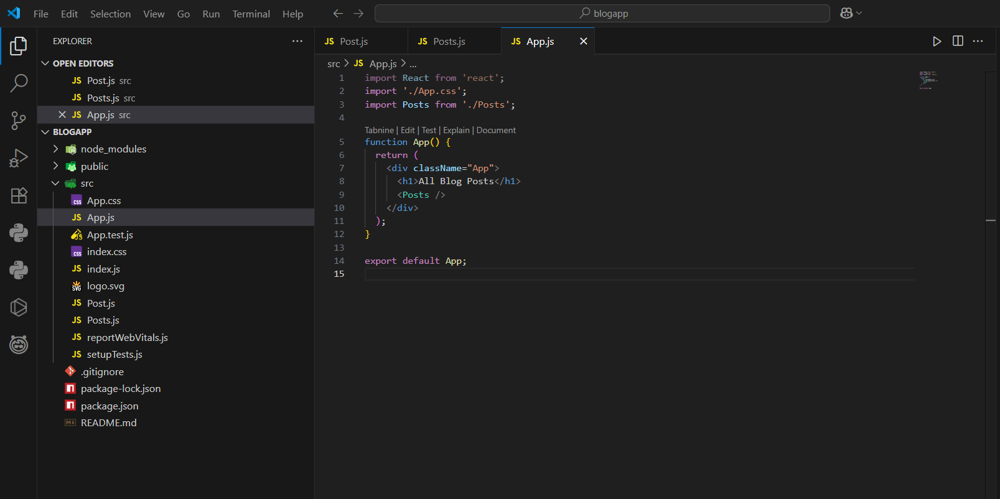 File Edit Selection View Go Run Terminal Help
blogapp
EXPLORER
OPEN EDITORS
JS Post.js src
JS Posts.js src
JS App.js src
BLOGAPP
node_modules
public
src
css App.css
JS App.js
JS App.test.js
css index.css
JS index.js
SVG logo.svg
JS Post.js
JS Posts.js
JS reportWebVitals.js
JS setupTests.js
.gitignore
package-lock.json
package.json
M README.md
JS Post.js JS Posts.js JS App.js
src > JS App.js > ...
1 import React from 'react';
2 import './App.css';
3 import Posts from './Posts';
4
Tabnine | Edit | Test | Explain | Document
5 function App() {
6 return (
7 <div className="App">
8 <h1>All Blog Posts</h1>
9 <Posts />
10 </div>
11 );
12 }
13
14 export default App;
15